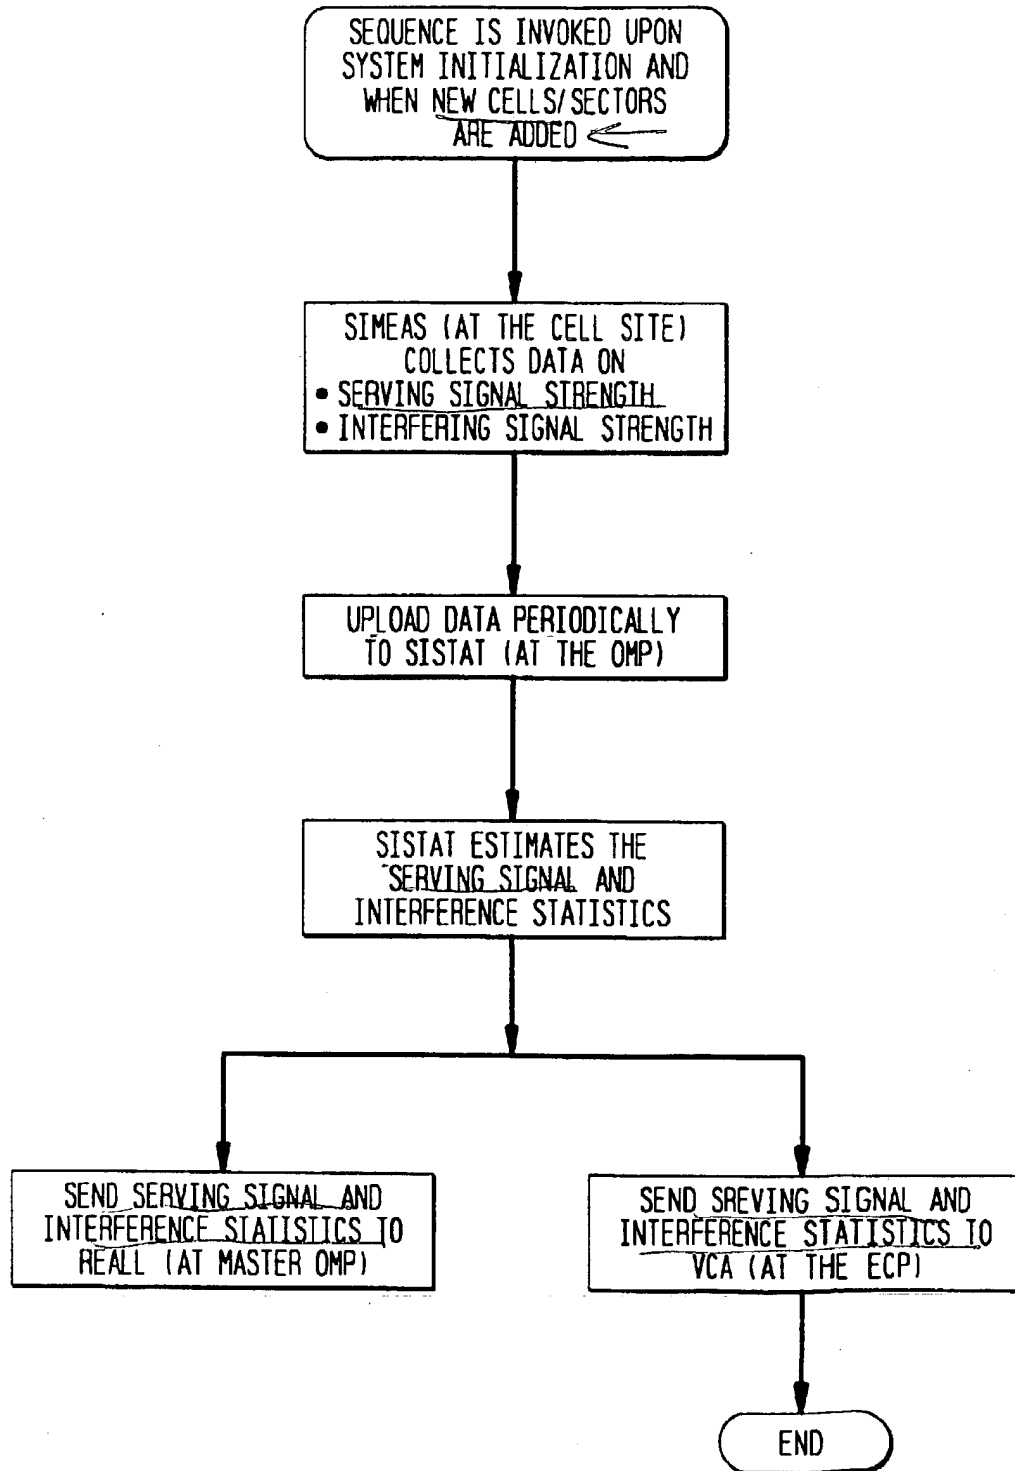 SEQUENCE IS INVOKED UPON
SYSTEM INITIALIZATION AND
WHEN NEW CELLS/SECTORS
ARE ADDED
SIMEAS (AT THE CELL SITE)
COLLECTS DATA ON
• SERVING SIGNAL STRENGTH
• INTERFERING SIGNAL STRENGTH
UPLOAD DATA PERIODICALLY
TO SISTAT (AT THE OMP)
SISTAT ESTIMATES THE
SERVING SIGNAL AND
INTERFERENCE STATISTICS
SEND SERVING SIGNAL AND
INTERFERENCE STATISTICS TO
REALL (AT MASTER OMP)
SEND SREVING SIGNAL AND
INTERFERENCE STATISTICS TO
VCA (AT THE ECP)
END